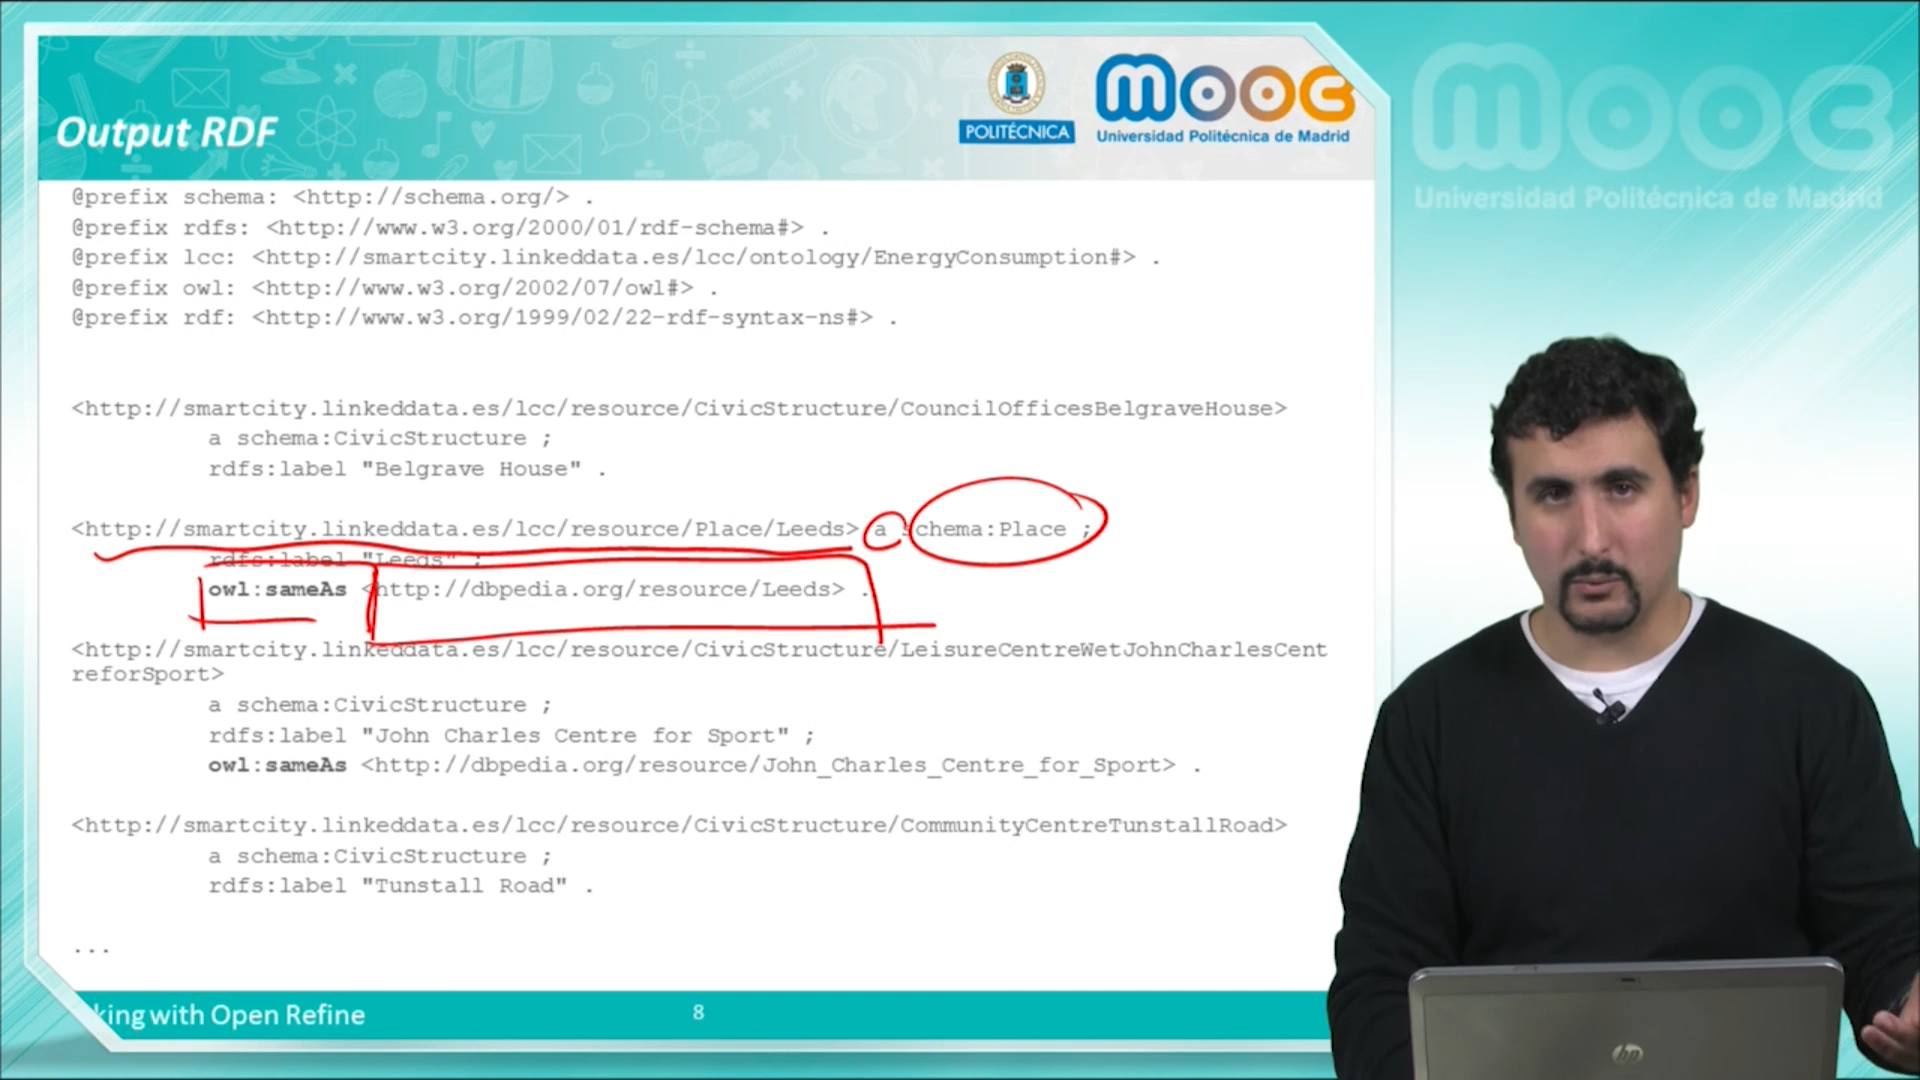 Output RDF
POLITÉCNICA
mooc
Universidad Politécnica de Madrid
mooc
Universidad Politécnica de Madrid
@prefix schema: <http://schema.org/> .
@prefix rdfs: <http://www.w3.org/2000/01/rdf-schema#> .
@prefix lcc: <http://smartcity.linkeddata.es/lcc/ontology/EnergyConsumption#> .
@prefix owl: <http://www.w3.org/2002/07/owl#> .
@prefix rdf: <http://www.w3.org/1999/02/22-rdf-syntax-ns#> .
<http://smartcity.linkeddata.es/lcc/resource/CivicStructure/CouncilOfficesBelgraveHouse>
a schema:CivicStructure ;
rdfs:label "Belgrave House" .
<http://smartcity.linkeddata.es/lcc/resource/Place/Leeds> a schema:Place ;
rdfs:label "Leeds" ;
owl:sameAs <http://dbpedia.org/resource/Leeds> .
<http://smartcity.linkeddata.es/lcc/resource/CivicStructure/LeisureCentreWetJohnCharlesCent
reforSport>
a schema:CivicStructure ;
rdfs:label "John Charles Centre for Sport" ;
owl:sameAs <http://dbpedia.org/resource/John_Charles_Centre_for_Sport> .
<http://smartcity.linkeddata.es/lcc/resource/CivicStructure/CommunityCentreTunstallRoad>
a schema:CivicStructure ;
rdfs:label "Tunstall Road" .
...
king with Open Refine
8
hp